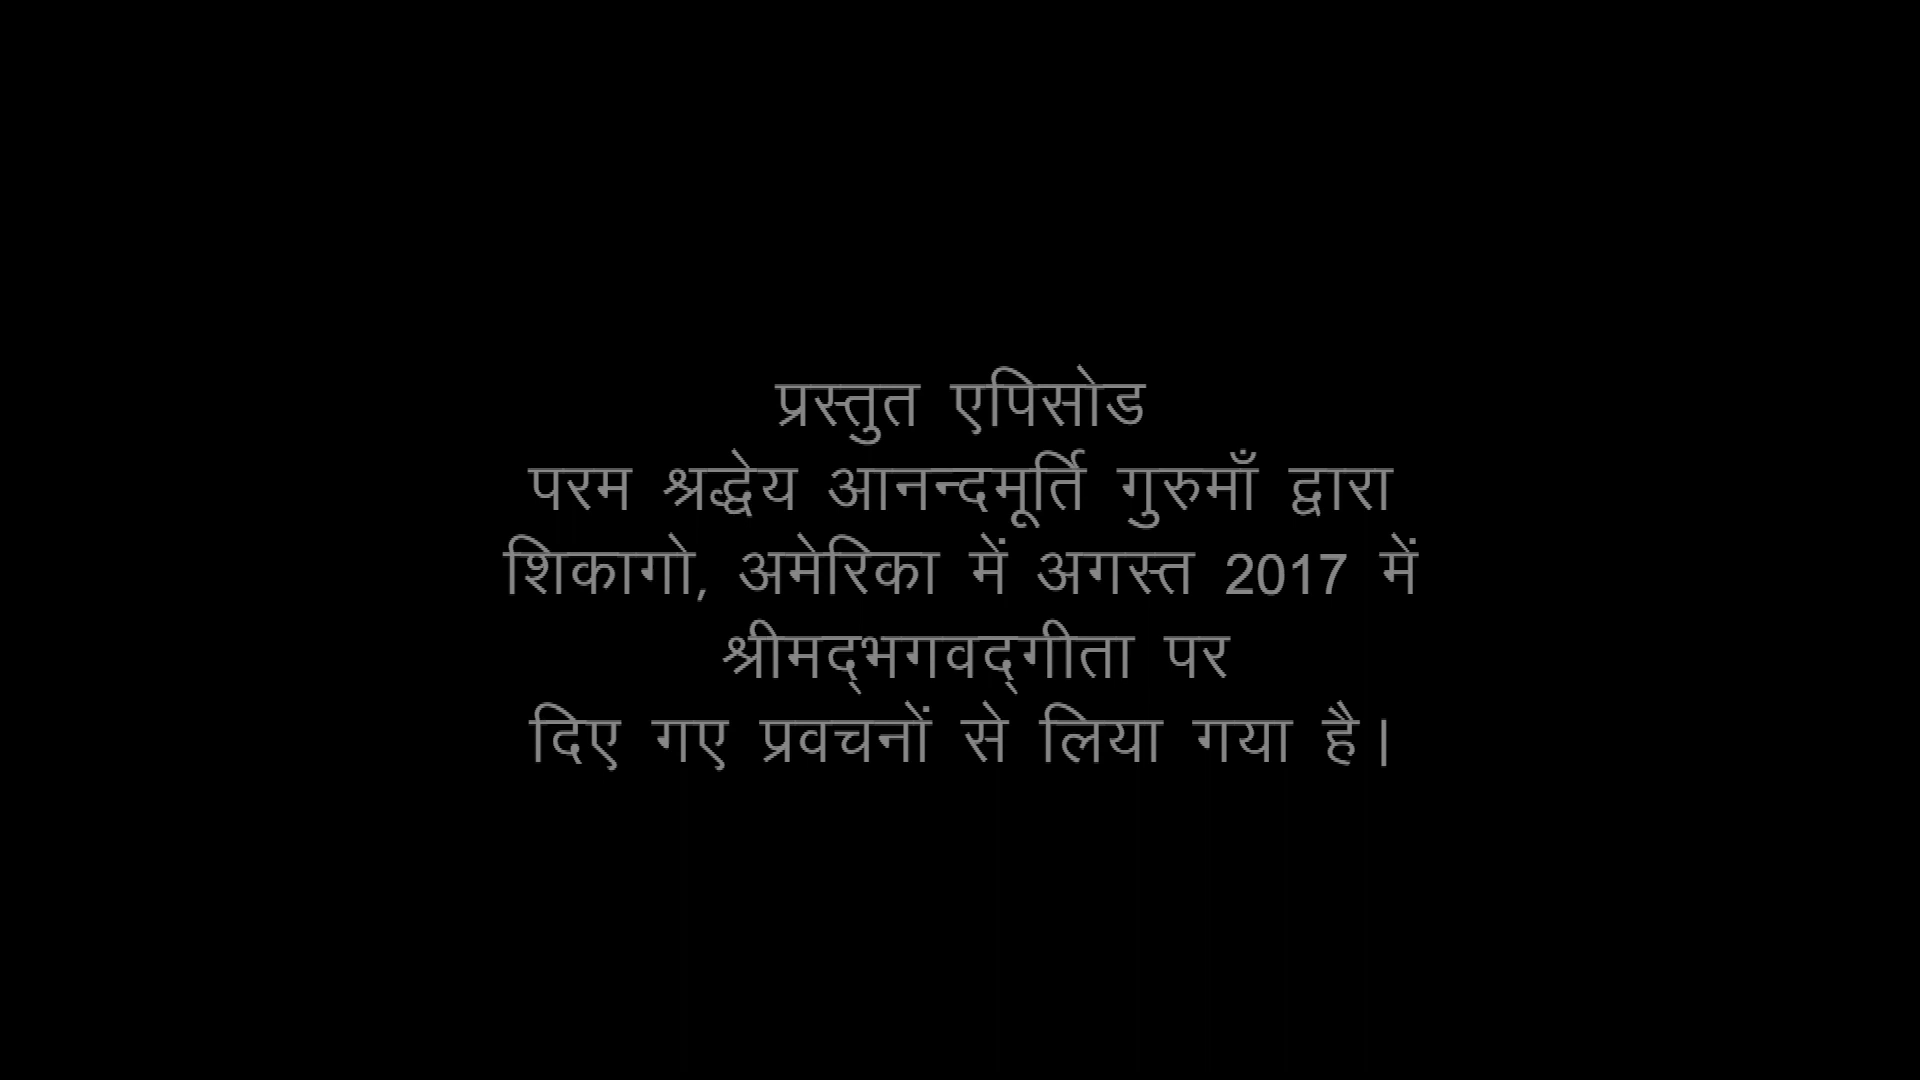 प्रस्तुत एपिसोड
परम श्रद्धेय आनन्दमूर्ति गुरुमाँ द्वारा
शिकागो, अमेरिका में अगस्त 2017 में
श्रीमद्‌भगवद्‌गीता पर
दिए गए प्रवचनों से लिया गया है।